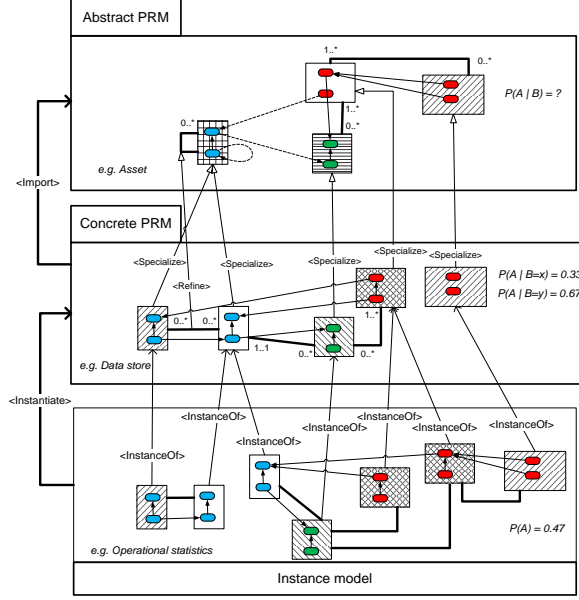 Abstract PRM
1..*
0..*
P(A | B) = ?
1..*
0..*
0..*
e.g. Asset
<Import>
Concrete PRM
<Specialize>
<Specialize>
<Specialize>
<Specialize>
<Specialize>
<Refine>
P(A | B=x) = 0.33
P(A | B=y) = 0.67
0..*
0..*
1..*
1..1
0..*
0..*
e.g. Data store
<Instantiate>
<InstanceOf>
<InstanceOf>
<InstanceOf>
<InstanceOf>
<InstanceOf>
<InstanceOf>
<InstanceOf>
P(A) = 0.47
e.g. Operational statistics
Instance model